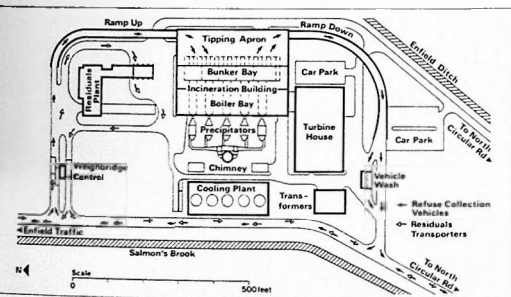 Ramp Up
Ramp Down
Tipping Apron
Enfield Ditch
Residuals
Plant
Bunker Bay
Car Park
Incineration Building
Boiler Bay
Precipitators
Turbine
House
Car Park
To North
Circular Rd
Chimney
Weighbridge
Control
Vehicle
Wash
Cooling Plant
Trans-
formers
Refuse Collection
Vehicles
Residuals
Transporters
Enfield Traffic
Salmon's Brook
To North
Circular Rd
N
Scale
0
500 feet